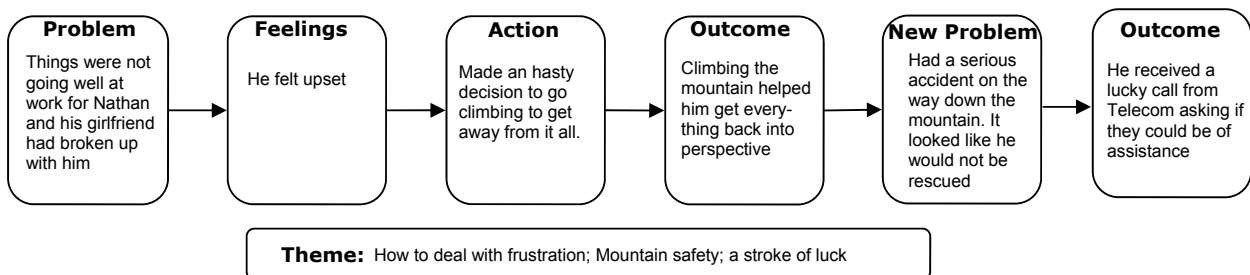 Problem
Things were not
going well at
work for Nathan
and his girlfriend
had broken up
with him
Feelings
He felt upset
Action
Made an hasty
decision to go
climbing to get
away from it all.
Outcome
Climbing the
mountain helped
him get every-
thing back into
perspective
New Problem
Had a serious
accident on the
way down the
mountain. It
looked like he
would not be
rescued
Outcome
He received a
lucky call from
Telecom asking if
they could be of
assistance
Theme: How to deal with frustration; Mountain safety; a stroke of luck